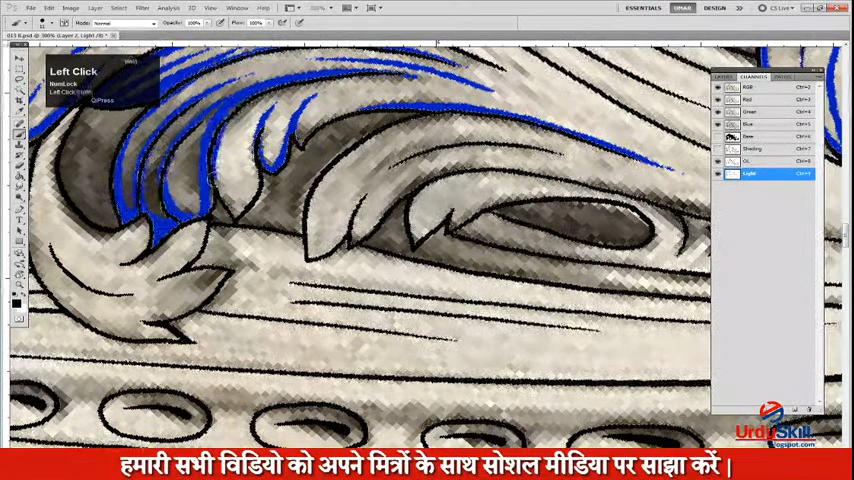 File Edit Image Layer Select Filter Analysis 3D View Window Help
ESSENTIALS DESIGN CS Live
Mode: Normal Opacity: 100% Flow: 100%
Left Click
NumLock
CHANNELS PATHS
RGB Ctrl+2
Red Ctrl+3
Green Ctrl+4
Blue Ctrl+5
Base Ctrl+6
Shading Ctrl+7
OL Ctrl+8
Light Ctrl+9
UrduSkill
blogspot.com
हमारी सभी विडियो को अपने मित्रों के साथ सोशल मीडिया पर साझा करें |